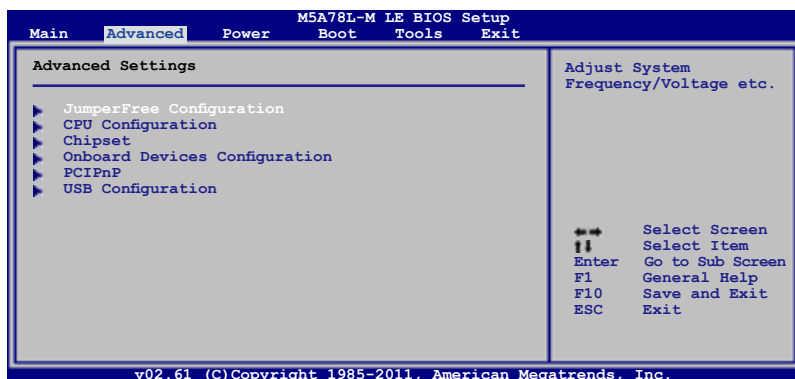 M5A78L-M LE BIOS Setup
Main Advanced Power Boot Tools Exit
Advanced Settings
JumperFree Configuration
CPU Configuration
Chipset
Onboard Devices Configuration
PCIPnP
USB Configuration
Adjust System
Frequency/Voltage etc.
Select Screen
Select Item
Enter Go to Sub Screen
F1 General Help
F10 Save and Exit
ESC Exit
v02.61 (C)Copyright 1985-2011, American Megatrends, Inc.